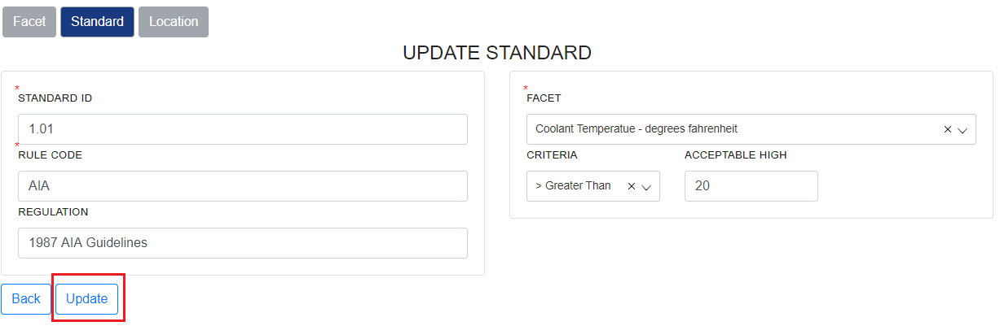 Facet Standard Location
UPDATE STANDARD
*
STANDARD ID
1.01
*
RULE CODE
AIA
REGULATION
1987 AIA Guidelines
*
FACET
Coolant Temperatue - degrees fahrenheit
CRITERIA ACCEPTABLE HIGH
> Greater Than 20
Back Update